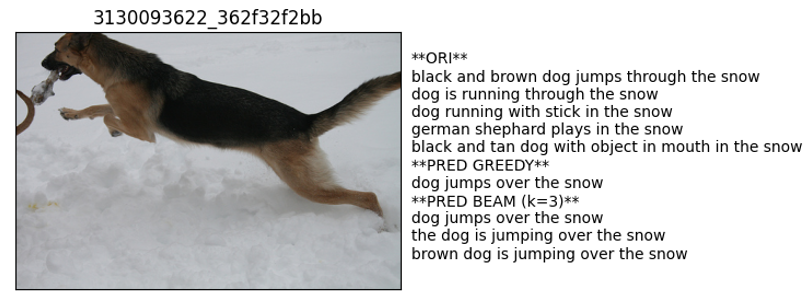 3130093622_362f32f2bb
**ORI**
black and brown dog jumps through the snow
dog is running through the snow
dog running with stick in the snow
german shephard plays in the snow
black and tan dog with object in mouth in the snow
**PRED GREEDY**
dog jumps over the snow
**PRED BEAM (k=3)**
dog jumps over the snow
the dog is jumping over the snow
brown dog is jumping over the snow